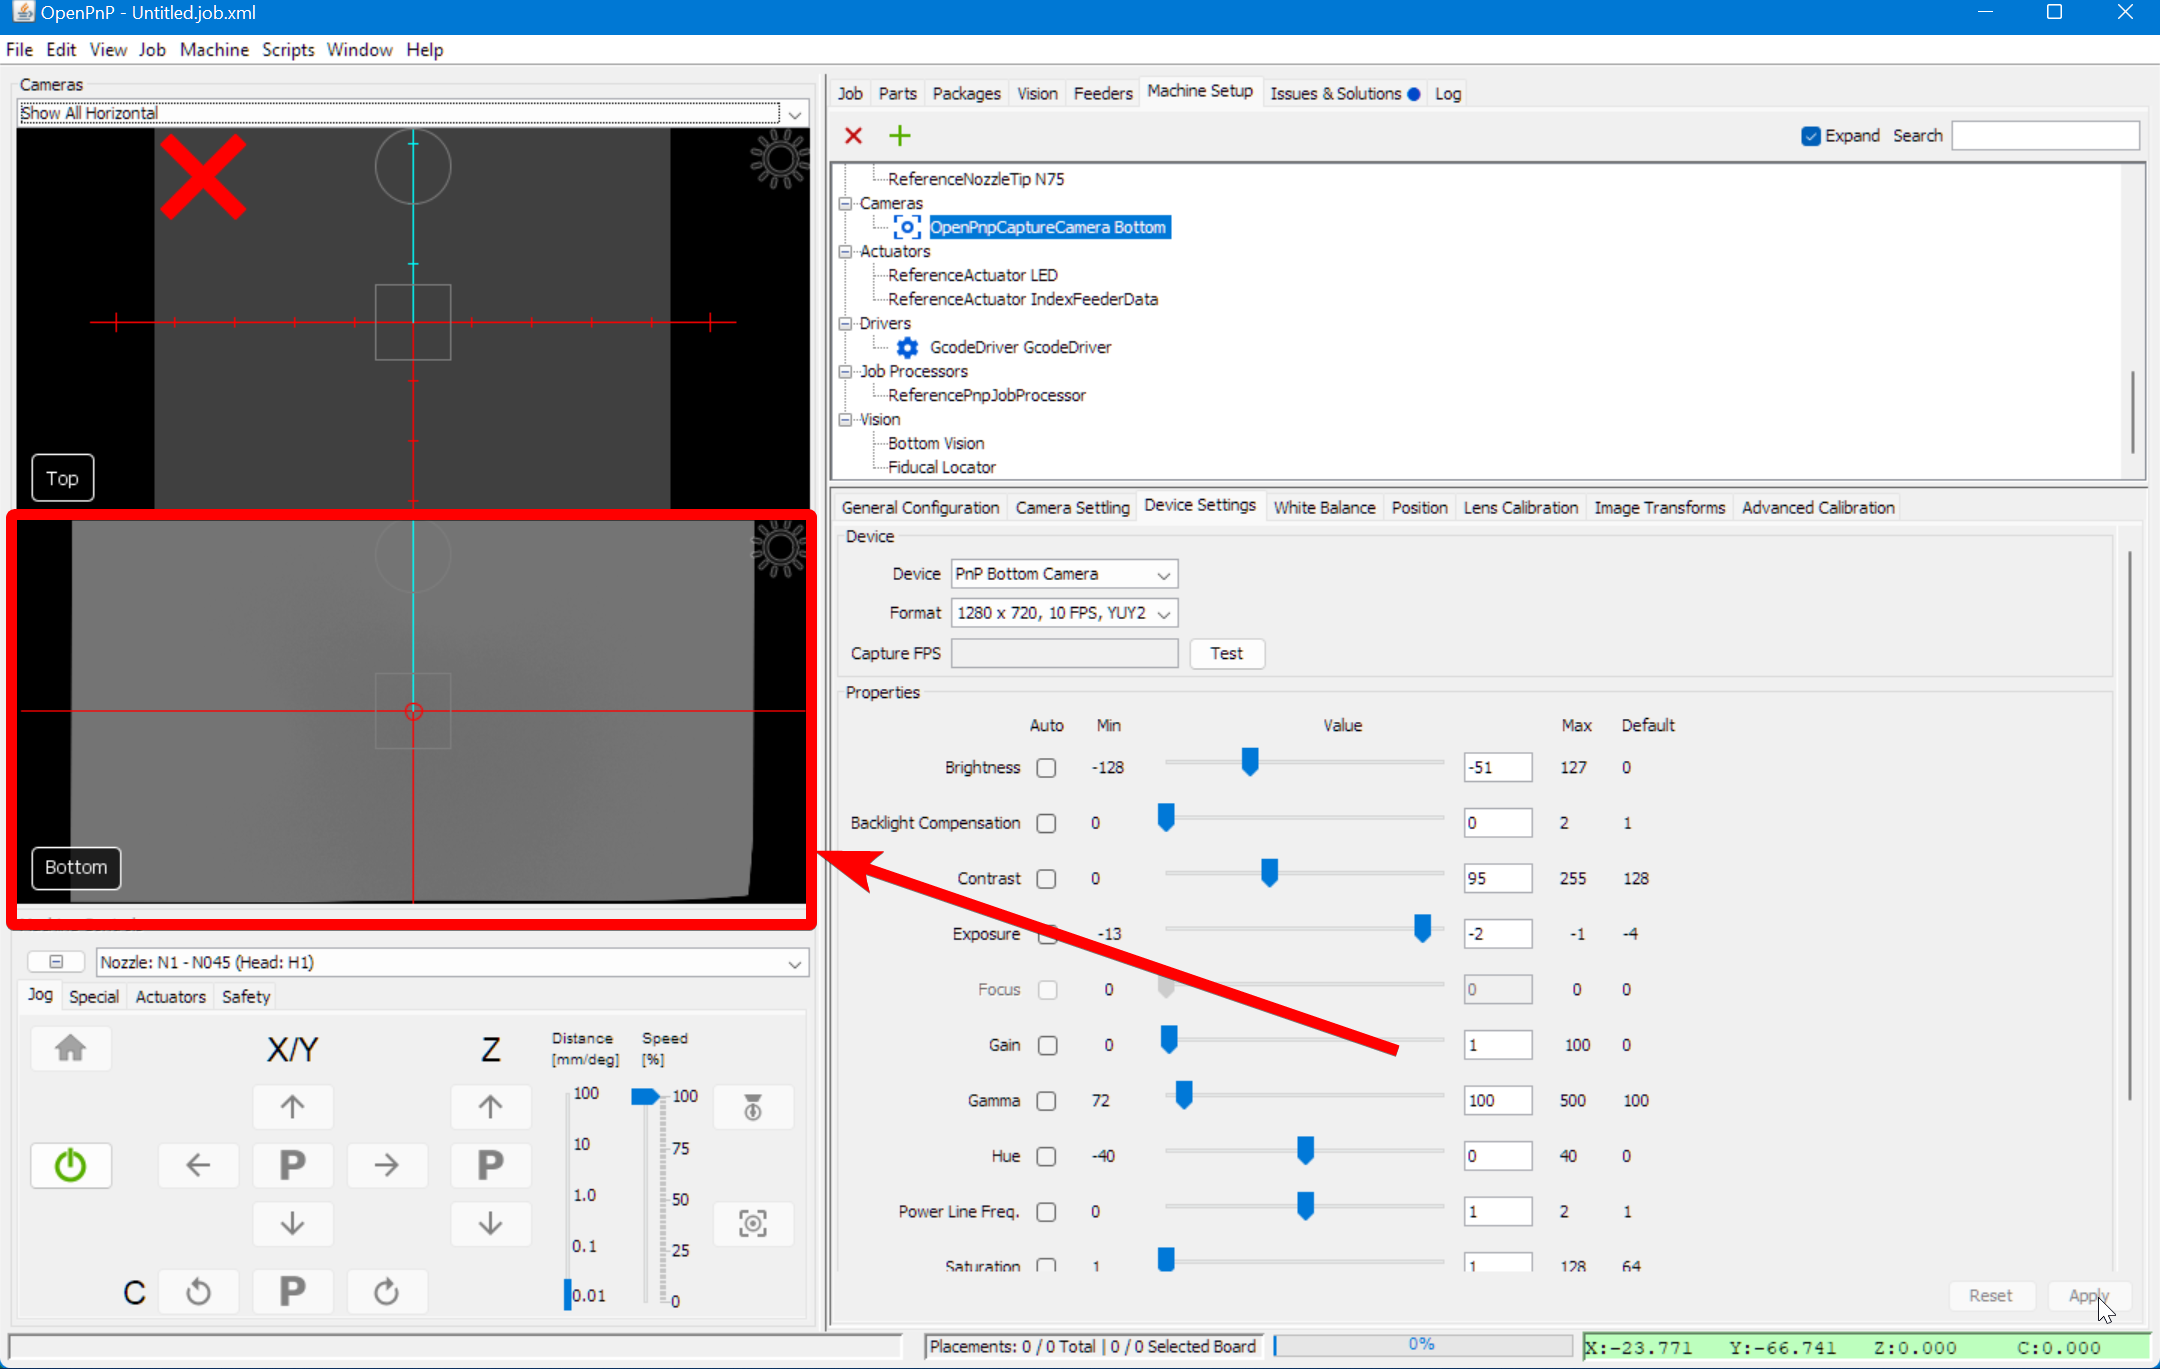 OpenPnP - Untitled.job.xml
File Edit View Job Machine Scripts Window Help
Cameras
Show All Horizontal
Top
Bottom
Nozzle: N1 - N045 (Head: H1)
Jog Special Actuators Safety
X/Y Z Distance [mm/deg] Speed [%]
100 100
10 75
1.0 50
0.1 25
0.01 0
P P
C P
Job Parts Packages Vision Feeders Machine Setup Issues & Solutions Log
Expand Search
ReferenceNozzleTip N75
Cameras
OpenPnpCaptureCamera Bottom
Actuators
ReferenceActuator LED
ReferenceActuator IndexFeederData
Drivers
GcodeDriver GcodeDriver
Job Processors
ReferencePnpJobProcessor
Vision
Bottom Vision
Fiducal Locator
General Configuration Camera Settling Device Settings White Balance Position Lens Calibration Image Transforms Advanced Calibration
Device
Device PnP Bottom Camera
Format 1280 x 720, 10 FPS, YUY2
Capture FPS Test
Properties
Auto Min Value Max Default
Brightness -128 -51 127 0
Backlight Compensation 0 0 2 1
Contrast 0 95 255 128
Exposure -13 -2 -1 -4
Focus 0 0 0 0
Gain 0 1 100 0
Gamma 72 100 500 100
Hue -40 0 40 0
Power Line Freq. 0 1 2 1
Saturation 1 1 128 64
Reset Apply
Placements: 0 / 0 Total | 0 / 0 Selected Board 0% X:-23.771 Y:-66.741 Z:0.000 C:0.000